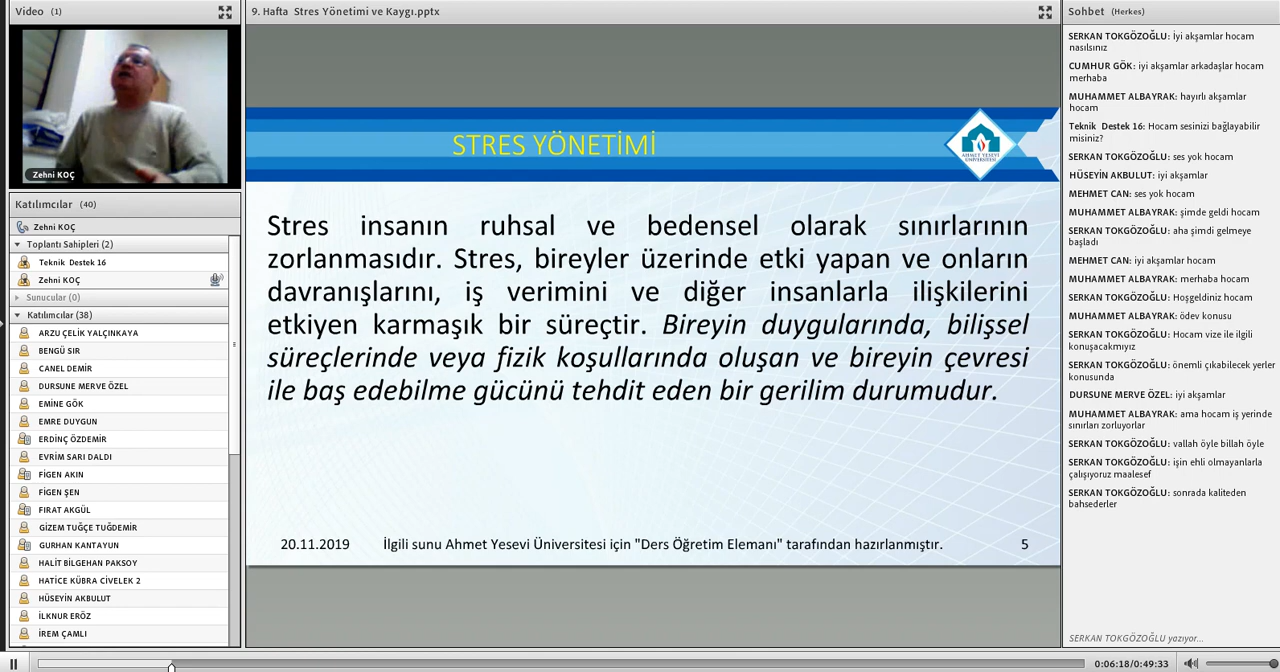 Video (1)
Zehni KOÇ
Katılımcılar (40)
Zehni KOÇ
Toplantı Sahipleri (2)
Teknik Destek 16
Zehni KOÇ
Sunucular (0)
Katılımcılar (38)
ARZU ÇELİK YALÇINKAYA
BENGÜ SIR
CANEL DEMİR
DURSUNE MERVE ÖZEL
EMİNE GÖK
EMRE DUYGUN
ERDİNÇ ÖZDEMİR
EVRİM SARI DALDI
FİGEN AKIN
FİGEN ŞEN
FIRAT AKGÜL
GİZEM TUĞÇE TUĞDEMİR
GURHAN KANTAYUN
HALİT BİLGEHAN PAKSOY
HATİCE KÜBRA CİVELEK 2
HÜSEYİN AKBULUT
İLKNUR ERÖZ
İREM ÇAMLI
9. Hafta Stres Yönetimi ve Kaygı.pptx
STRES YÖNETİMİ
AHMET YESEVİ
ÜNİVERSİTESİ
Stres insanın ruhsal ve bedensel olarak sınırlarının
zorlanmasıdır. Stres, bireyler üzerinde etki yapan ve onların
davranışlarını, iş verimini ve diğer insanlarla ilişkilerini
etkiyen karmaşık bir süreçtir. Bireyin duygularında, bilişsel
süreçlerinde veya fizik koşullarında oluşan ve bireyin çevresi
ile baş edebilme gücünü tehdit eden bir gerilim durumudur.
20.11.2019 İlgili sunu Ahmet Yesevi Üniversitesi için "Ders Öğretim Elemanı" tarafından hazırlanmıştır. 5
Sohbet (Herkes)
SERKAN TOKGÖZOĞLU: İyi akşamlar hocam
nasılsınız
CUMHUR GÖK: iyi akşamlar arkadaşlar hocam
merhaba
MUHAMMET ALBAYRAK: hayırlı akşamlar
hocam
Teknik Destek 16: Hocam sesinizi bağlayabilir
misiniz?
SERKAN TOKGÖZOĞLU: ses yok hocam
HÜSEYİN AKBULUT: iyi akşamlar
MEHMET CAN: ses yok hocam
MUHAMMET ALBAYRAK: şimde geldi hocam
SERKAN TOKGÖZOĞLU: aha şimdi gelmeye
başladı
MEHMET CAN: iyi akşamlar hocam
MUHAMMET ALBAYRAK: merhaba hocam
SERKAN TOKGÖZOĞLU: Hoşgeldiniz hocam
MUHAMMET ALBAYRAK: ödev konusu
SERKAN TOKGÖZOĞLU: Hocam vize ile ilgili
konuşacakmıyız
SERKAN TOKGÖZOĞLU: önemli çıkabilecek yerler
konusunda
DURSUNE MERVE ÖZEL: iyi akşamlar
MUHAMMET ALBAYRAK: ama hocam iş yerinde
sınırları zorluyorlar
SERKAN TOKGÖZOĞLU: vallah öyle billah öyle
SERKAN TOKGÖZOĞLU: işin ehli olmayanlarla
çalışıyoruz maalesef
SERKAN TOKGÖZOĞLU: sonrada kaliteden
bahsederler
SERKAN TOKGÖZOĞLU yazıyor...
0:06:18/0:49:33